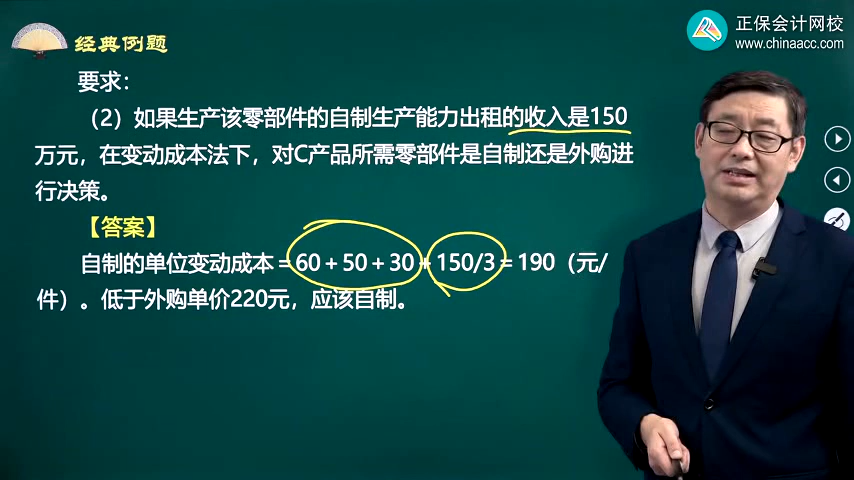 经典例题
正保会计网校
www.chinaacc.com
要求：
（2）如果生产该零部件的自制生产能力出租的收入是150
万元，在变动成本法下，对C产品所需零部件是自制还是外购进
行决策。
【答案】
自制的单位变动成本＝60＋50＋30＋150/3＝190（元/
件）。低于外购单价220元，应该自制。